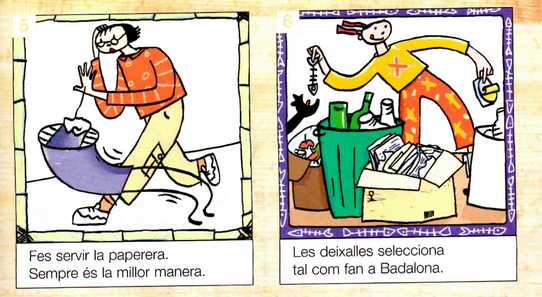 5
Fes servir la paperera.
Sempre és la millor manera.
6
Les deixalles selecciona
tal com fan a Badalona.